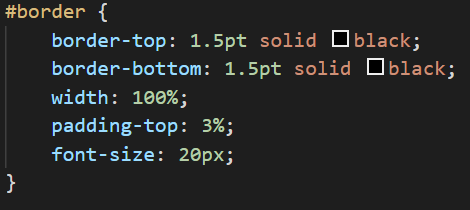 #border {
    border-top: 1.5pt solid black;
    border-bottom: 1.5pt solid black;
    width: 100%;
    padding-top: 3%;
    font-size: 20px;
}